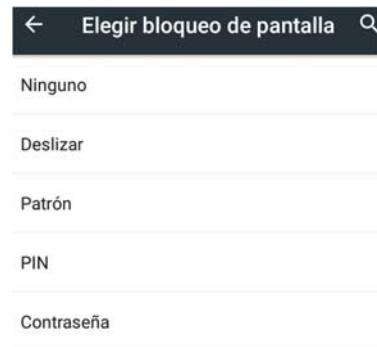 Elegir bloqueo de pantalla
Ninguno
Deslizar
Patrón
PIN
Contraseña